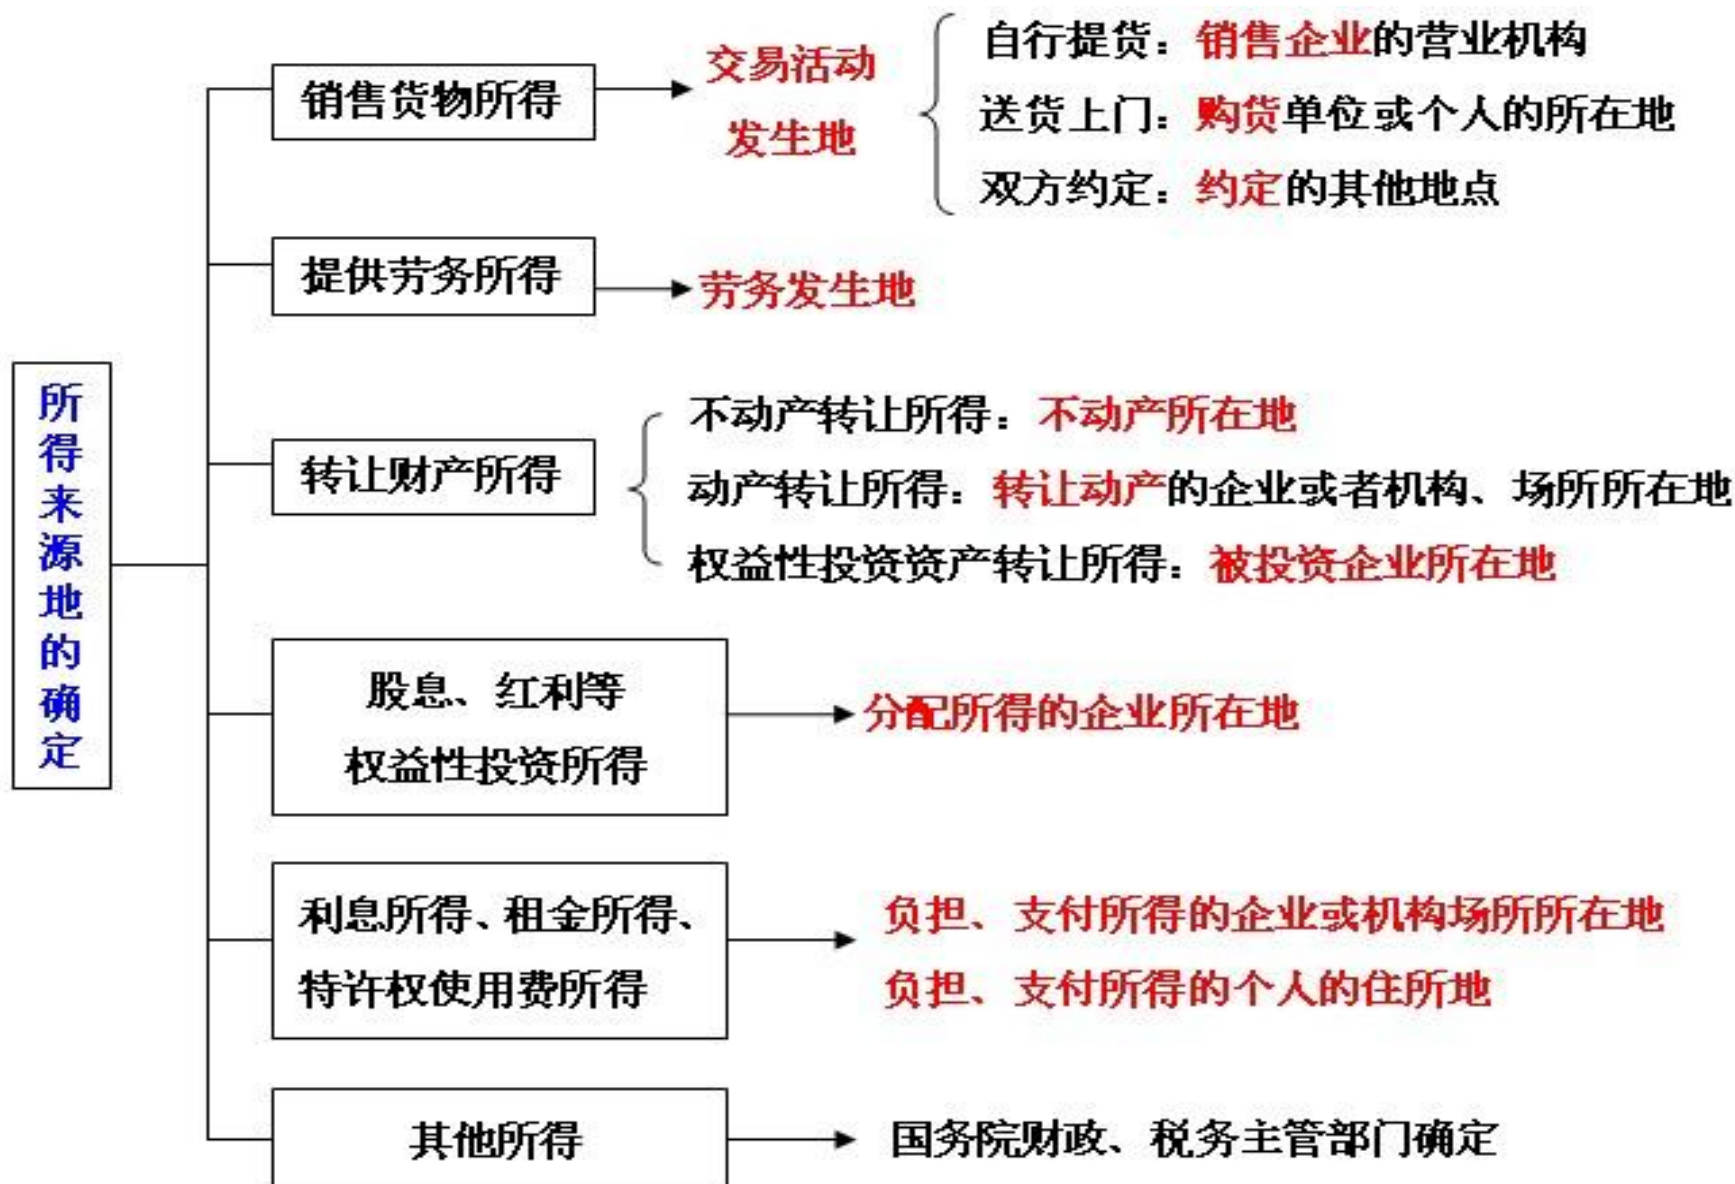 所得来源地的确定
销售货物所得
交易活动
发生地
自行提货：销售企业的营业机构
送货上门：购货单位或个人的所在地
双方约定：约定的其他地点
提供劳务所得
劳务发生地
转让财产所得
不动产转让所得：不动产所在地
动产转让所得：转让动产的企业或者机构、场所所在地
权益性投资资产转让所得：被投资企业所在地
股息、红利等
权益性投资所得
分配所得的企业所在地
利息所得、租金所得、
特许权使用费所得
负担、支付所得的企业或机构场所所在地
负担、支付所得的个人的住所地
其他所得
国务院财政、税务主管部门确定